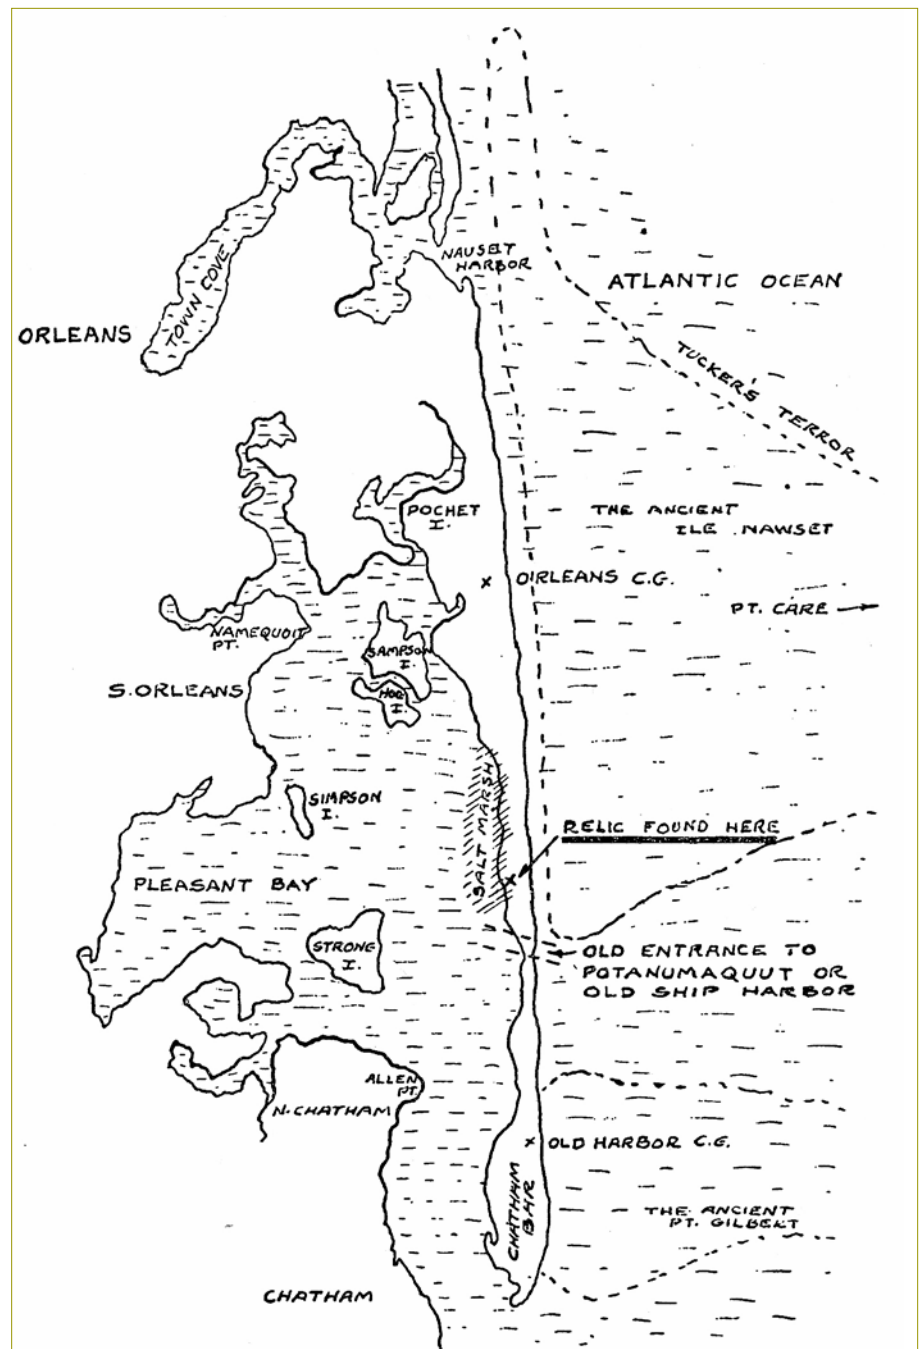 NAUSET
HARBOR
ATLANTIC OCEAN
TOWN COVE
ORLEANS
TUCKER'S TERROR
POCHET
I.
THE ANCIENT
ILE NAWSET
ORLEANS C.G.
PT. CARE
NAMEQUOIT
PT.
SAMPSON
I.
S. ORLEANS
HOG
I.
SIMPSON
I.
SALT MARSH
RELIC FOUND HERE
PLEASANT BAY
STRONG
I.
OLD ENTRANCE TO
POTANUMAQUUT OR
OLD SHIP HARBOR
ALLEN
PT.
N. CHATHAM
OLD HARBOR C.G.
CHATHAM
BAR
THE ANCIENT
PT. GILBERT
CHATHAM